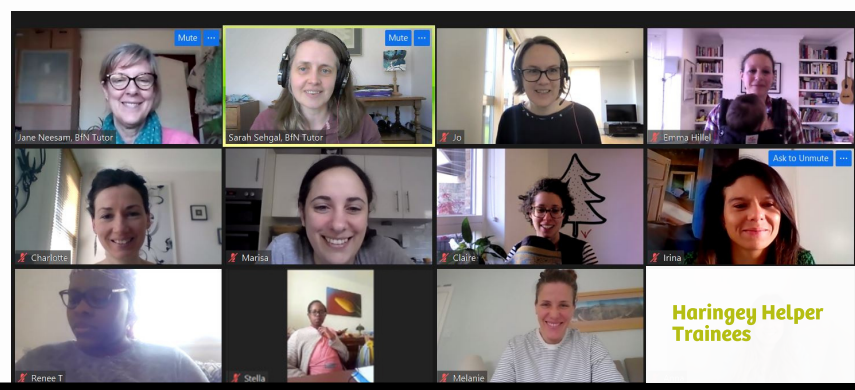 Mute ...
Mute ...
Jane Neesam, BfN Tutor
Sarah Sehgal, BfN Tutor
Jo
Emma Hillel
Ask to Unmute ...
Charlotte
Marisa
Claire
Irina
Renee T
Stella
Melanie
Haringey Helper
Trainees